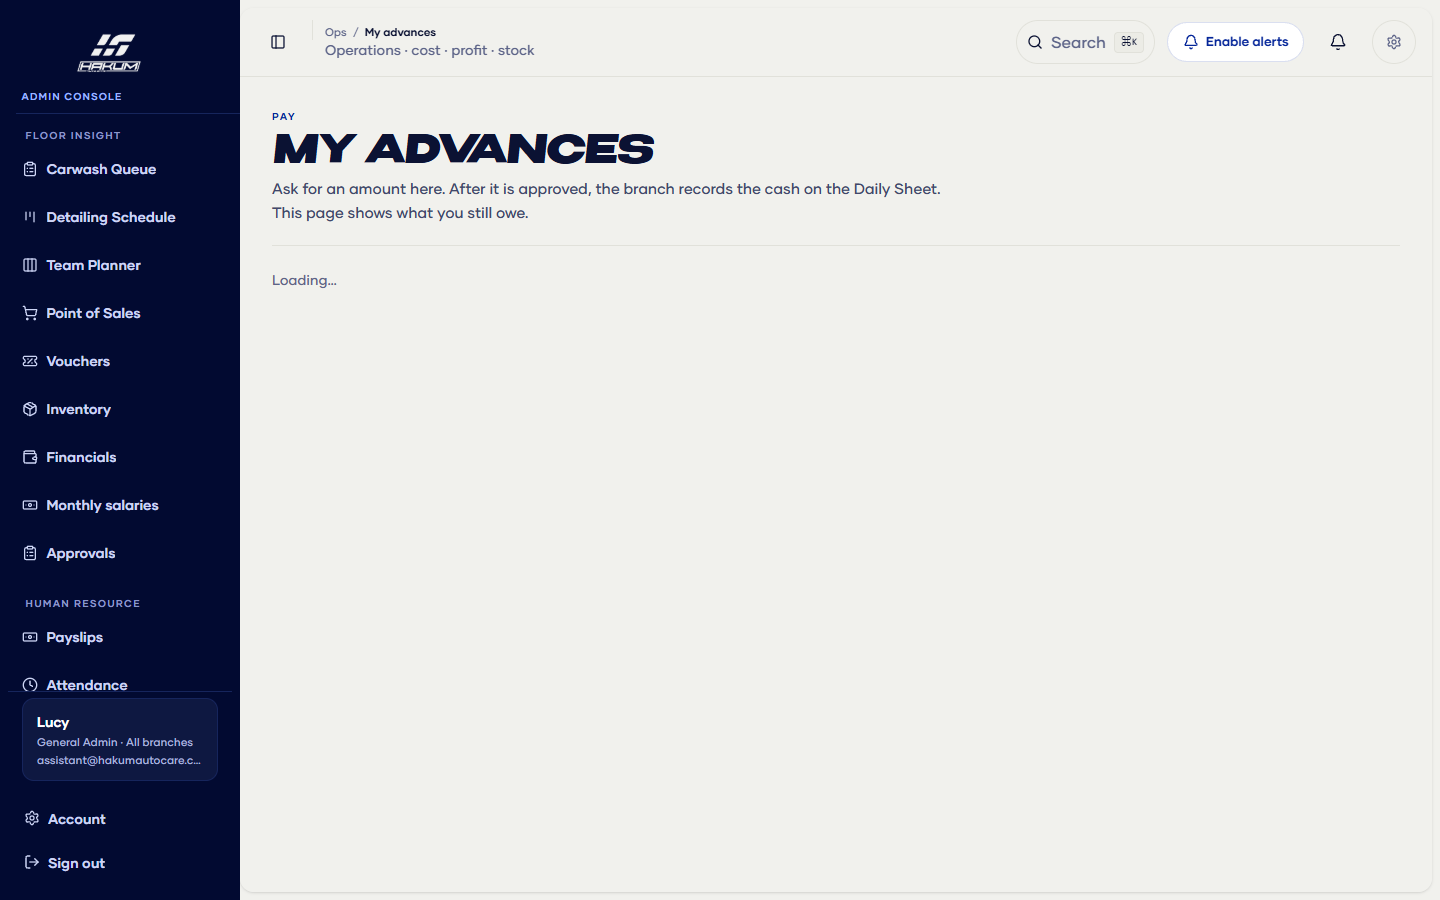 HAKUM
ADMIN CONSOLE
FLOOR INSIGHT
Carwash Queue
Detailing Schedule
Team Planner
Point of Sales
Vouchers
Inventory
Financials
Monthly salaries
Approvals
HUMAN RESOURCE
Payslips
Attendance
Lucy
General Admin · All branches
assistant@hakumautocare.c...
Account
Sign out
Ops / My advances
Operations · cost · profit · stock
Search ⌘K
Enable alerts
PAY
MY ADVANCES
Ask for an amount here. After it is approved, the branch records the cash on the Daily Sheet.
This page shows what you still owe.
Loading...